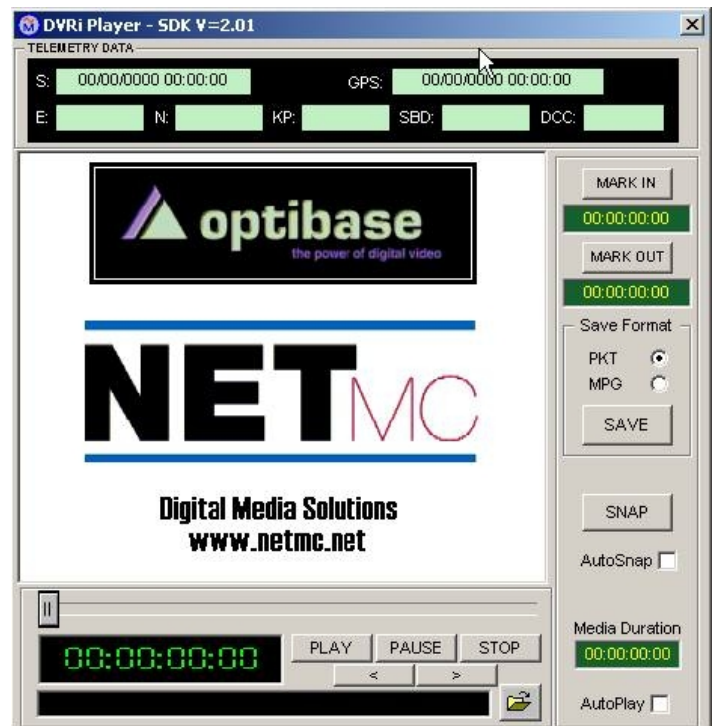 DVRi Player - SDK V=2.01
TELEMETRY DATA
S: 00/00/0000 00:00:00 GPS: 00/00/0000 00:00:00
E: N: KP: SBD: DCC:
optibase
the power of digital video
NETMC
Digital Media Solutions
www.netmc.net
MARK IN
00:00:00:00
MARK OUT
00:00:00:00
Save Format
PKT
MPG
SAVE
SNAP
AutoSnap
Media Duration
00:00:00:00
AutoPlay
00:00:00:00
PLAY PAUSE STOP
< >